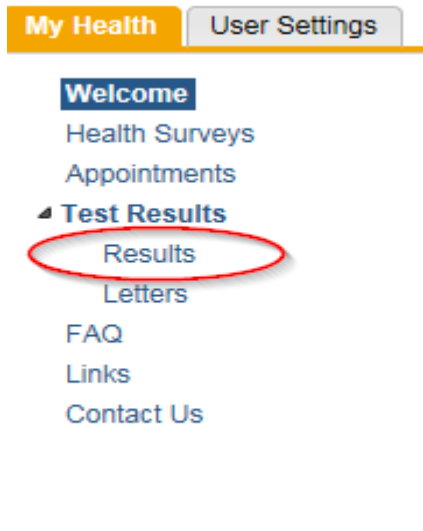 My Health User Settings
Welcome
Health Surveys
Appointments
Test Results
Results
Letters
FAQ
Links
Contact Us